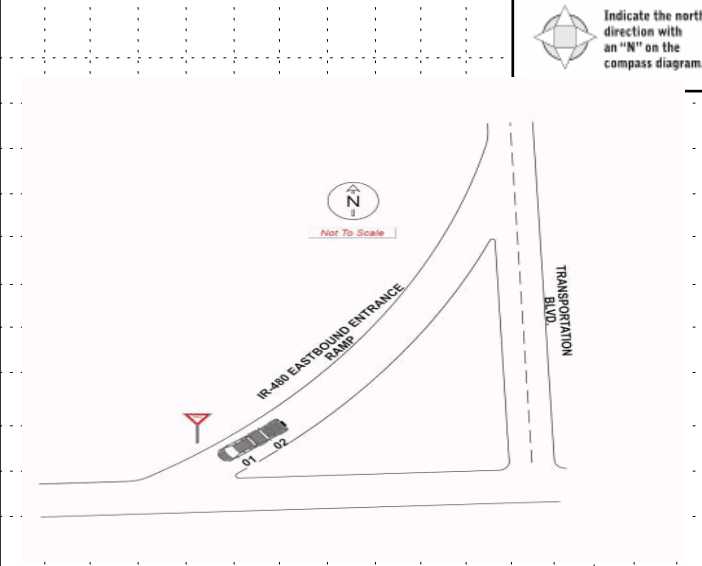 Indicate the north
direction with
an "N" on the
compass diagram.
N
Not To Scale
IR-480 EASTBOUND ENTRANCE
RAMP
TRANSPORTATION
BLVD.
01
02